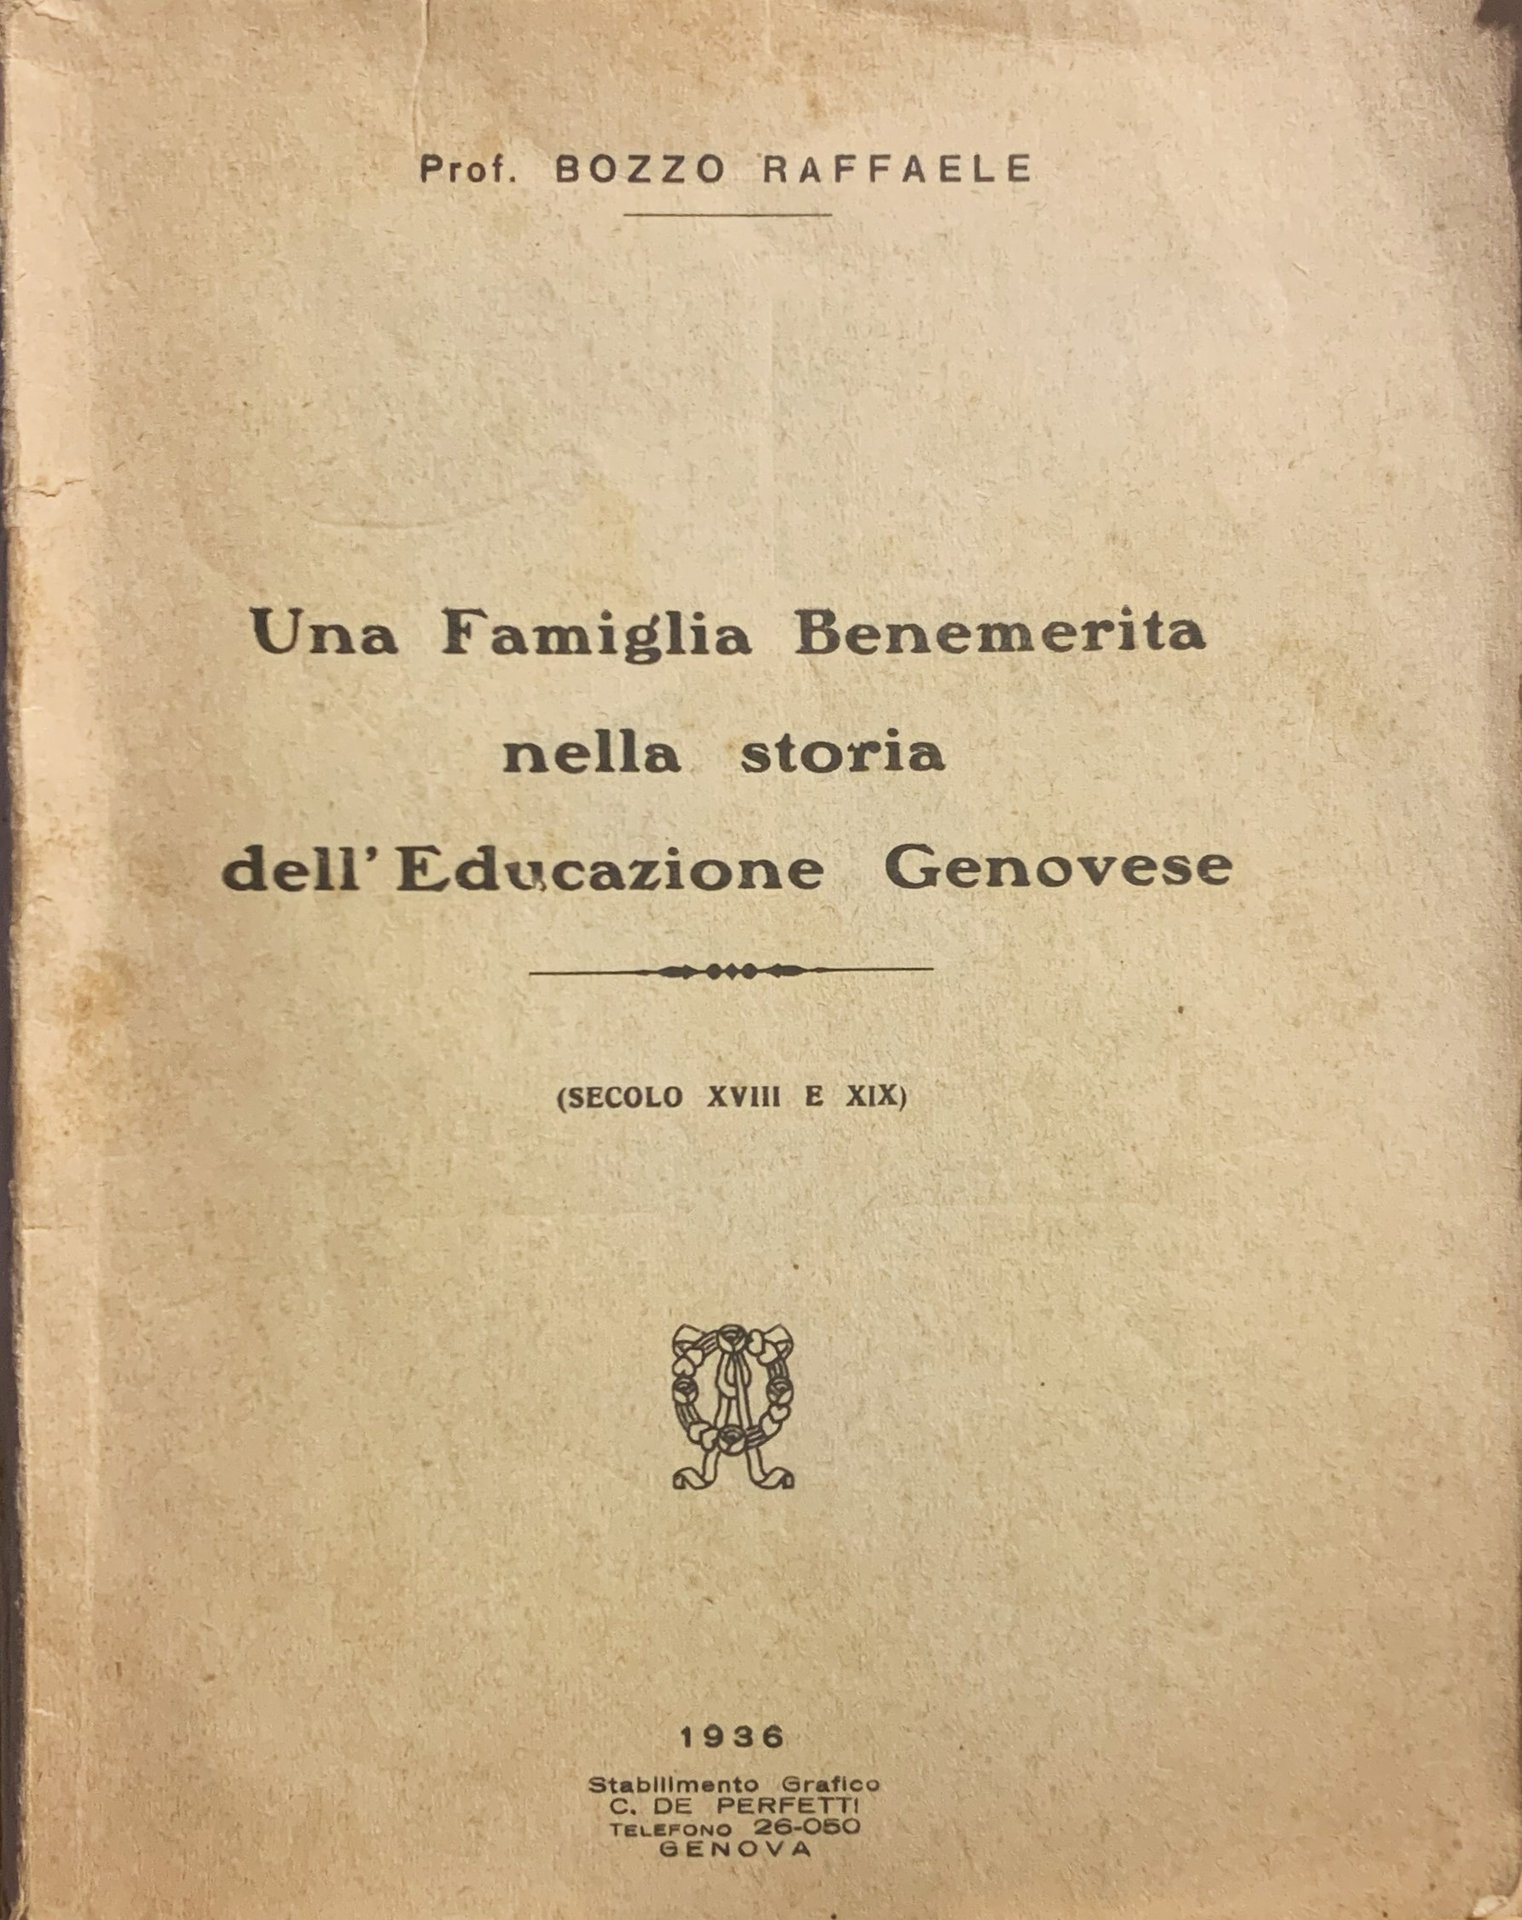 Prof. BOZZO RAFFAELE
Una Famiglia Benemerita
nella storia
dell'Educazione Genovese
(SECOLO XVIII E XIX)
1936
Stabilimento Grafico
C. DE PERFETTI
TELEFONO 26-050
GENOVA